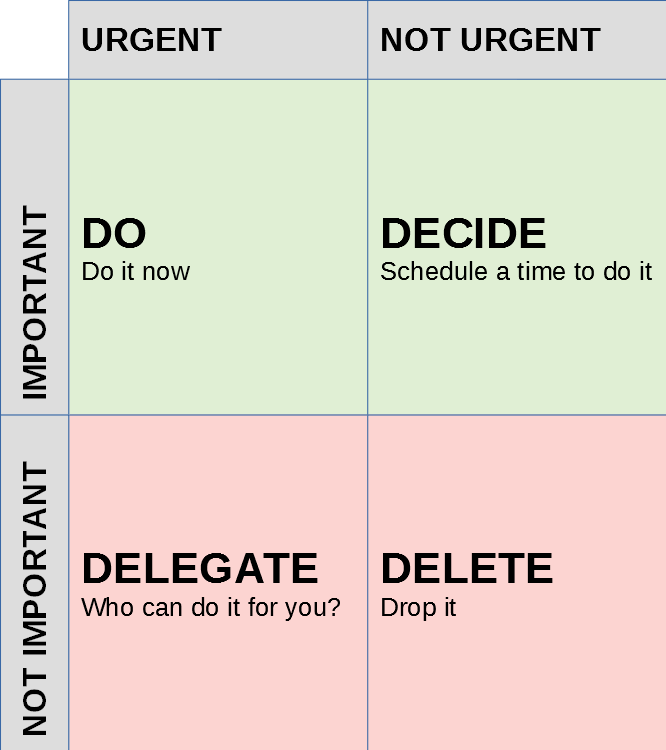 URGENT
NOT URGENT
IMPORTANT
DO
Do it now
DECIDE
Schedule a time to do it
NOT IMPORTANT
DELEGATE
Who can do it for you?
DELETE
Drop it